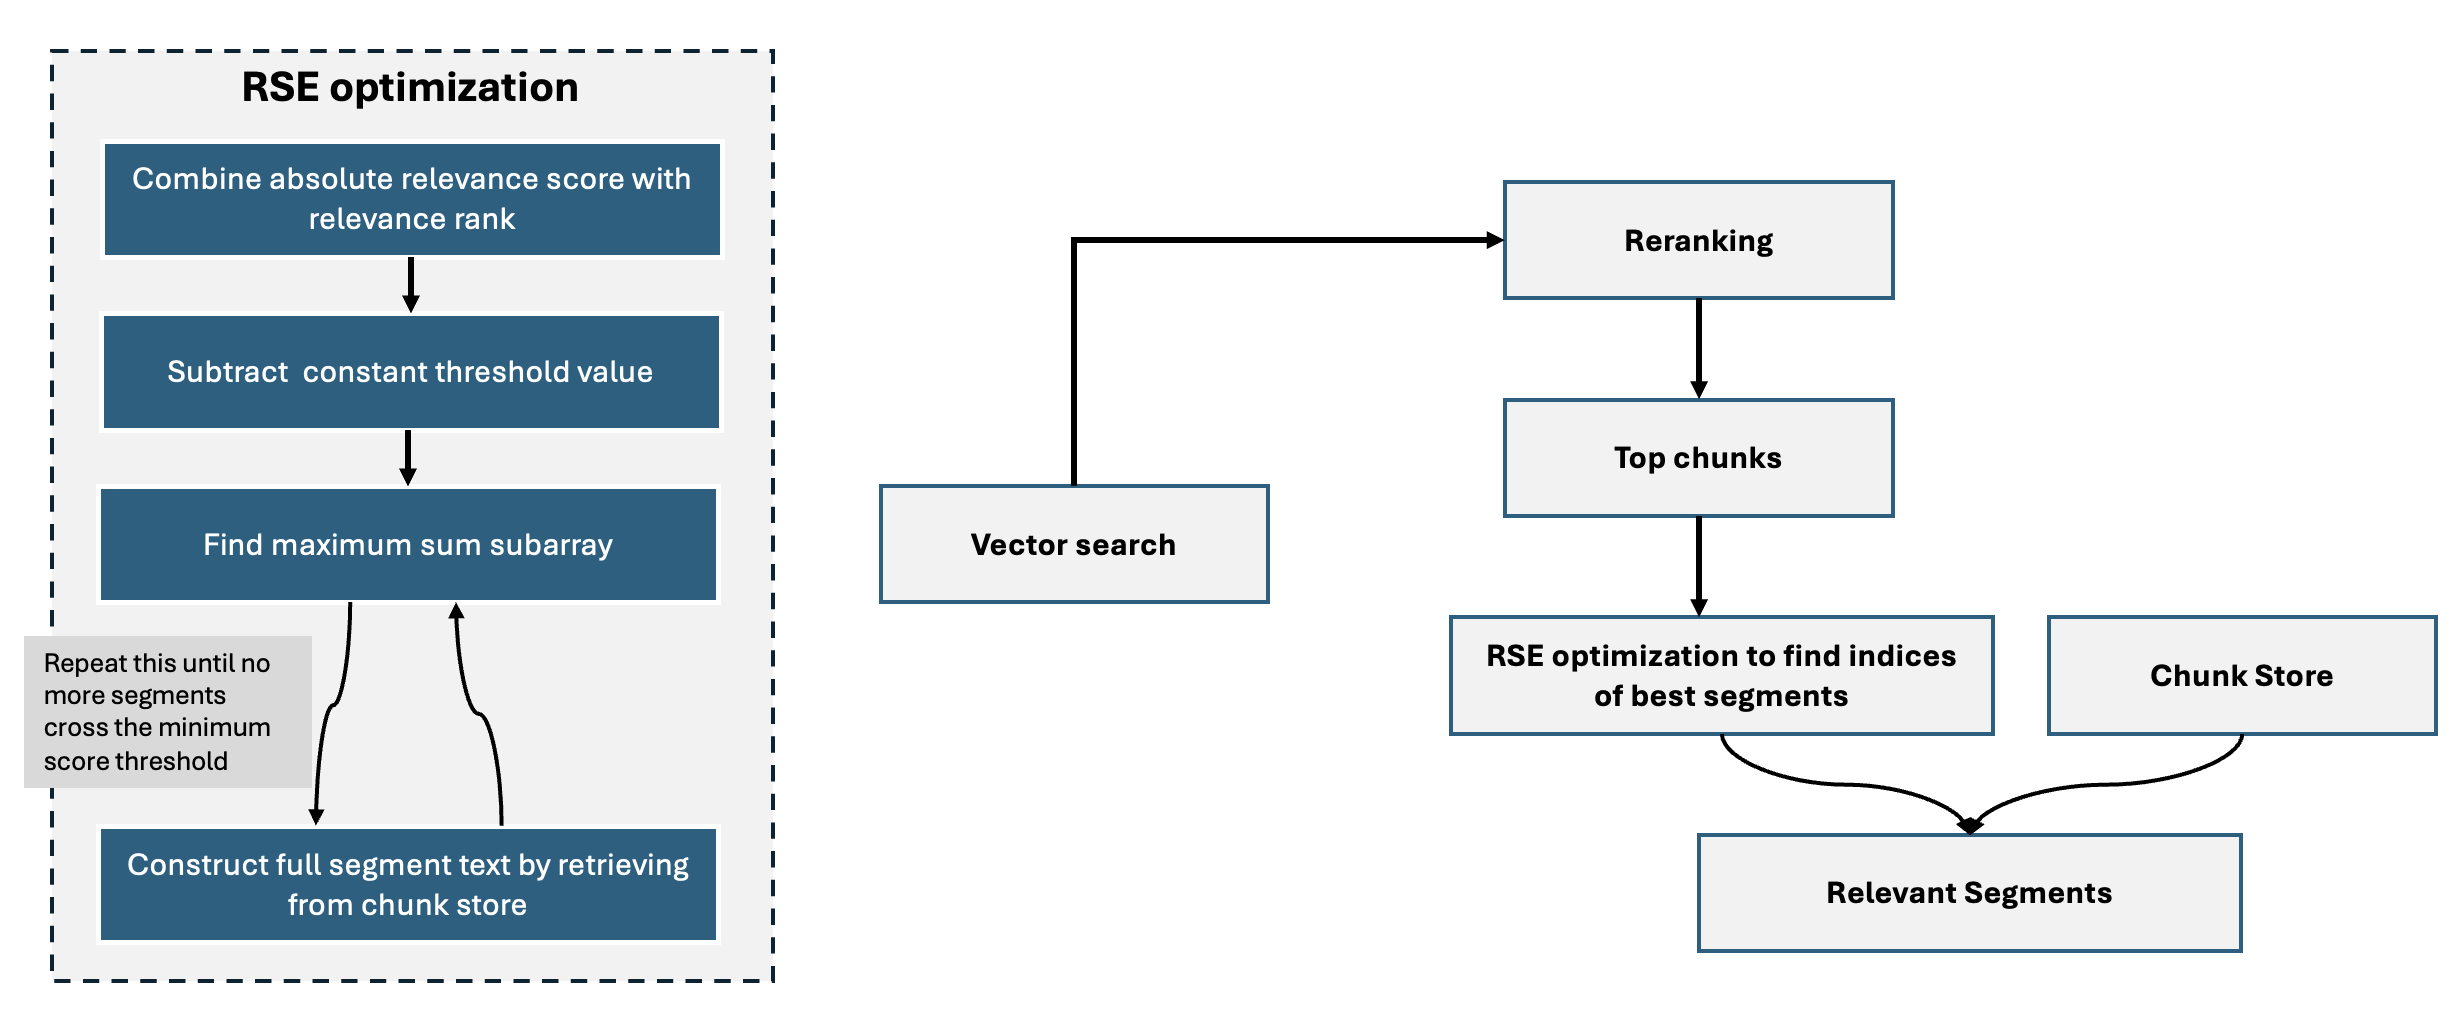 RSE optimization
Combine absolute relevance score with
relevance rank
Subtract  constant threshold value
Find maximum sum subarray
Repeat this until no
more segments
cross the minimum
score threshold
Construct full segment text by retrieving
from chunk store
Vector search
Reranking
Top chunks
RSE optimization to find indices
of best segments
Chunk Store
Relevant Segments